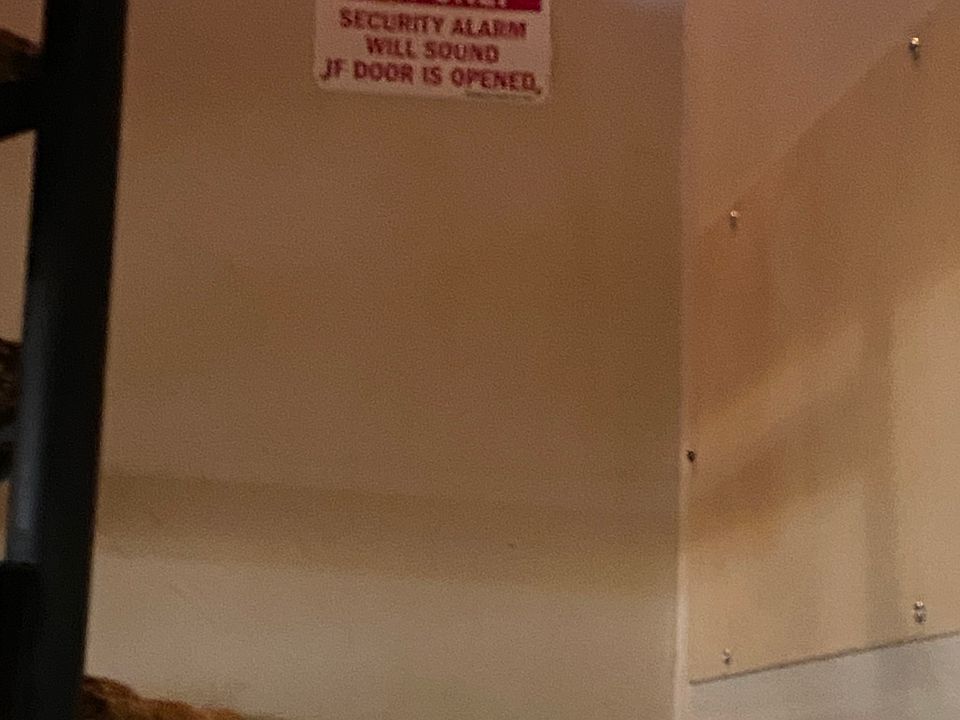 SECURITY ALARM
WILL SOUND
IF DOOR IS OPENED.